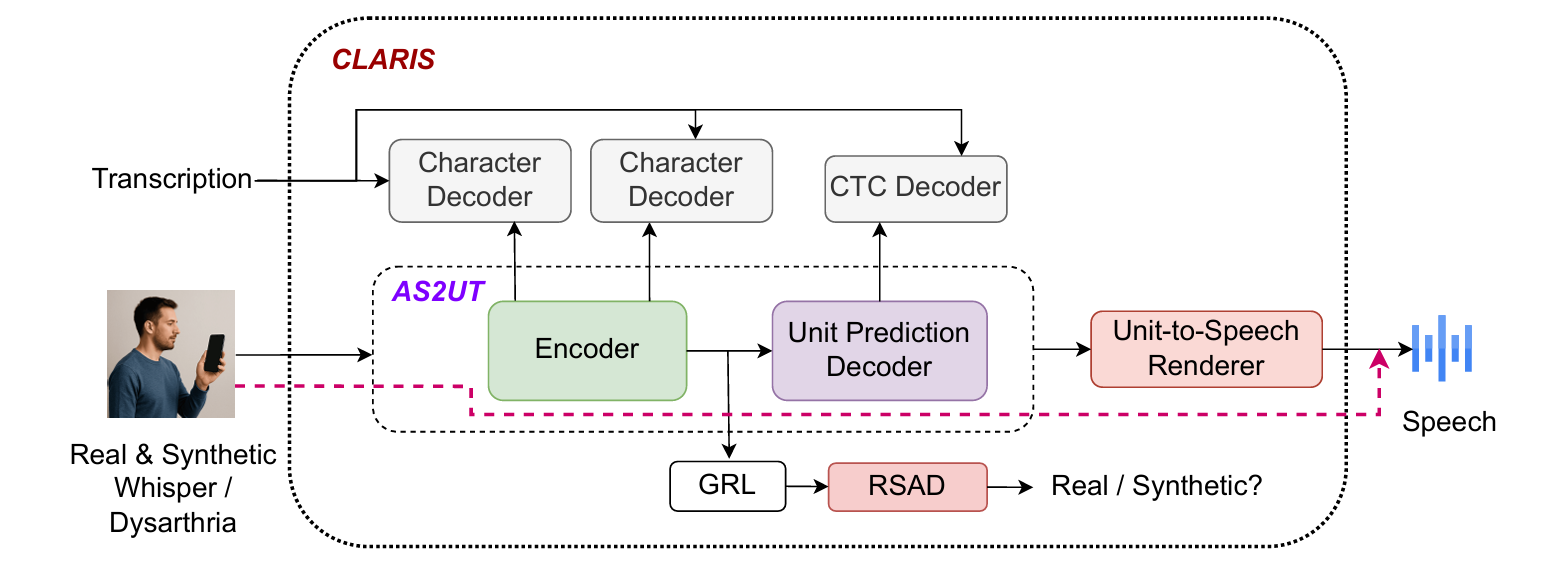 CLARIS
Transcription
Character
Decoder
Character
Decoder
CTC Decoder
AS2UT
Encoder
Unit Prediction
Decoder
Unit-to-Speech
Renderer
Speech
Real & Synthetic
Whisper /
Dysarthria
GRL
RSAD
Real / Synthetic?